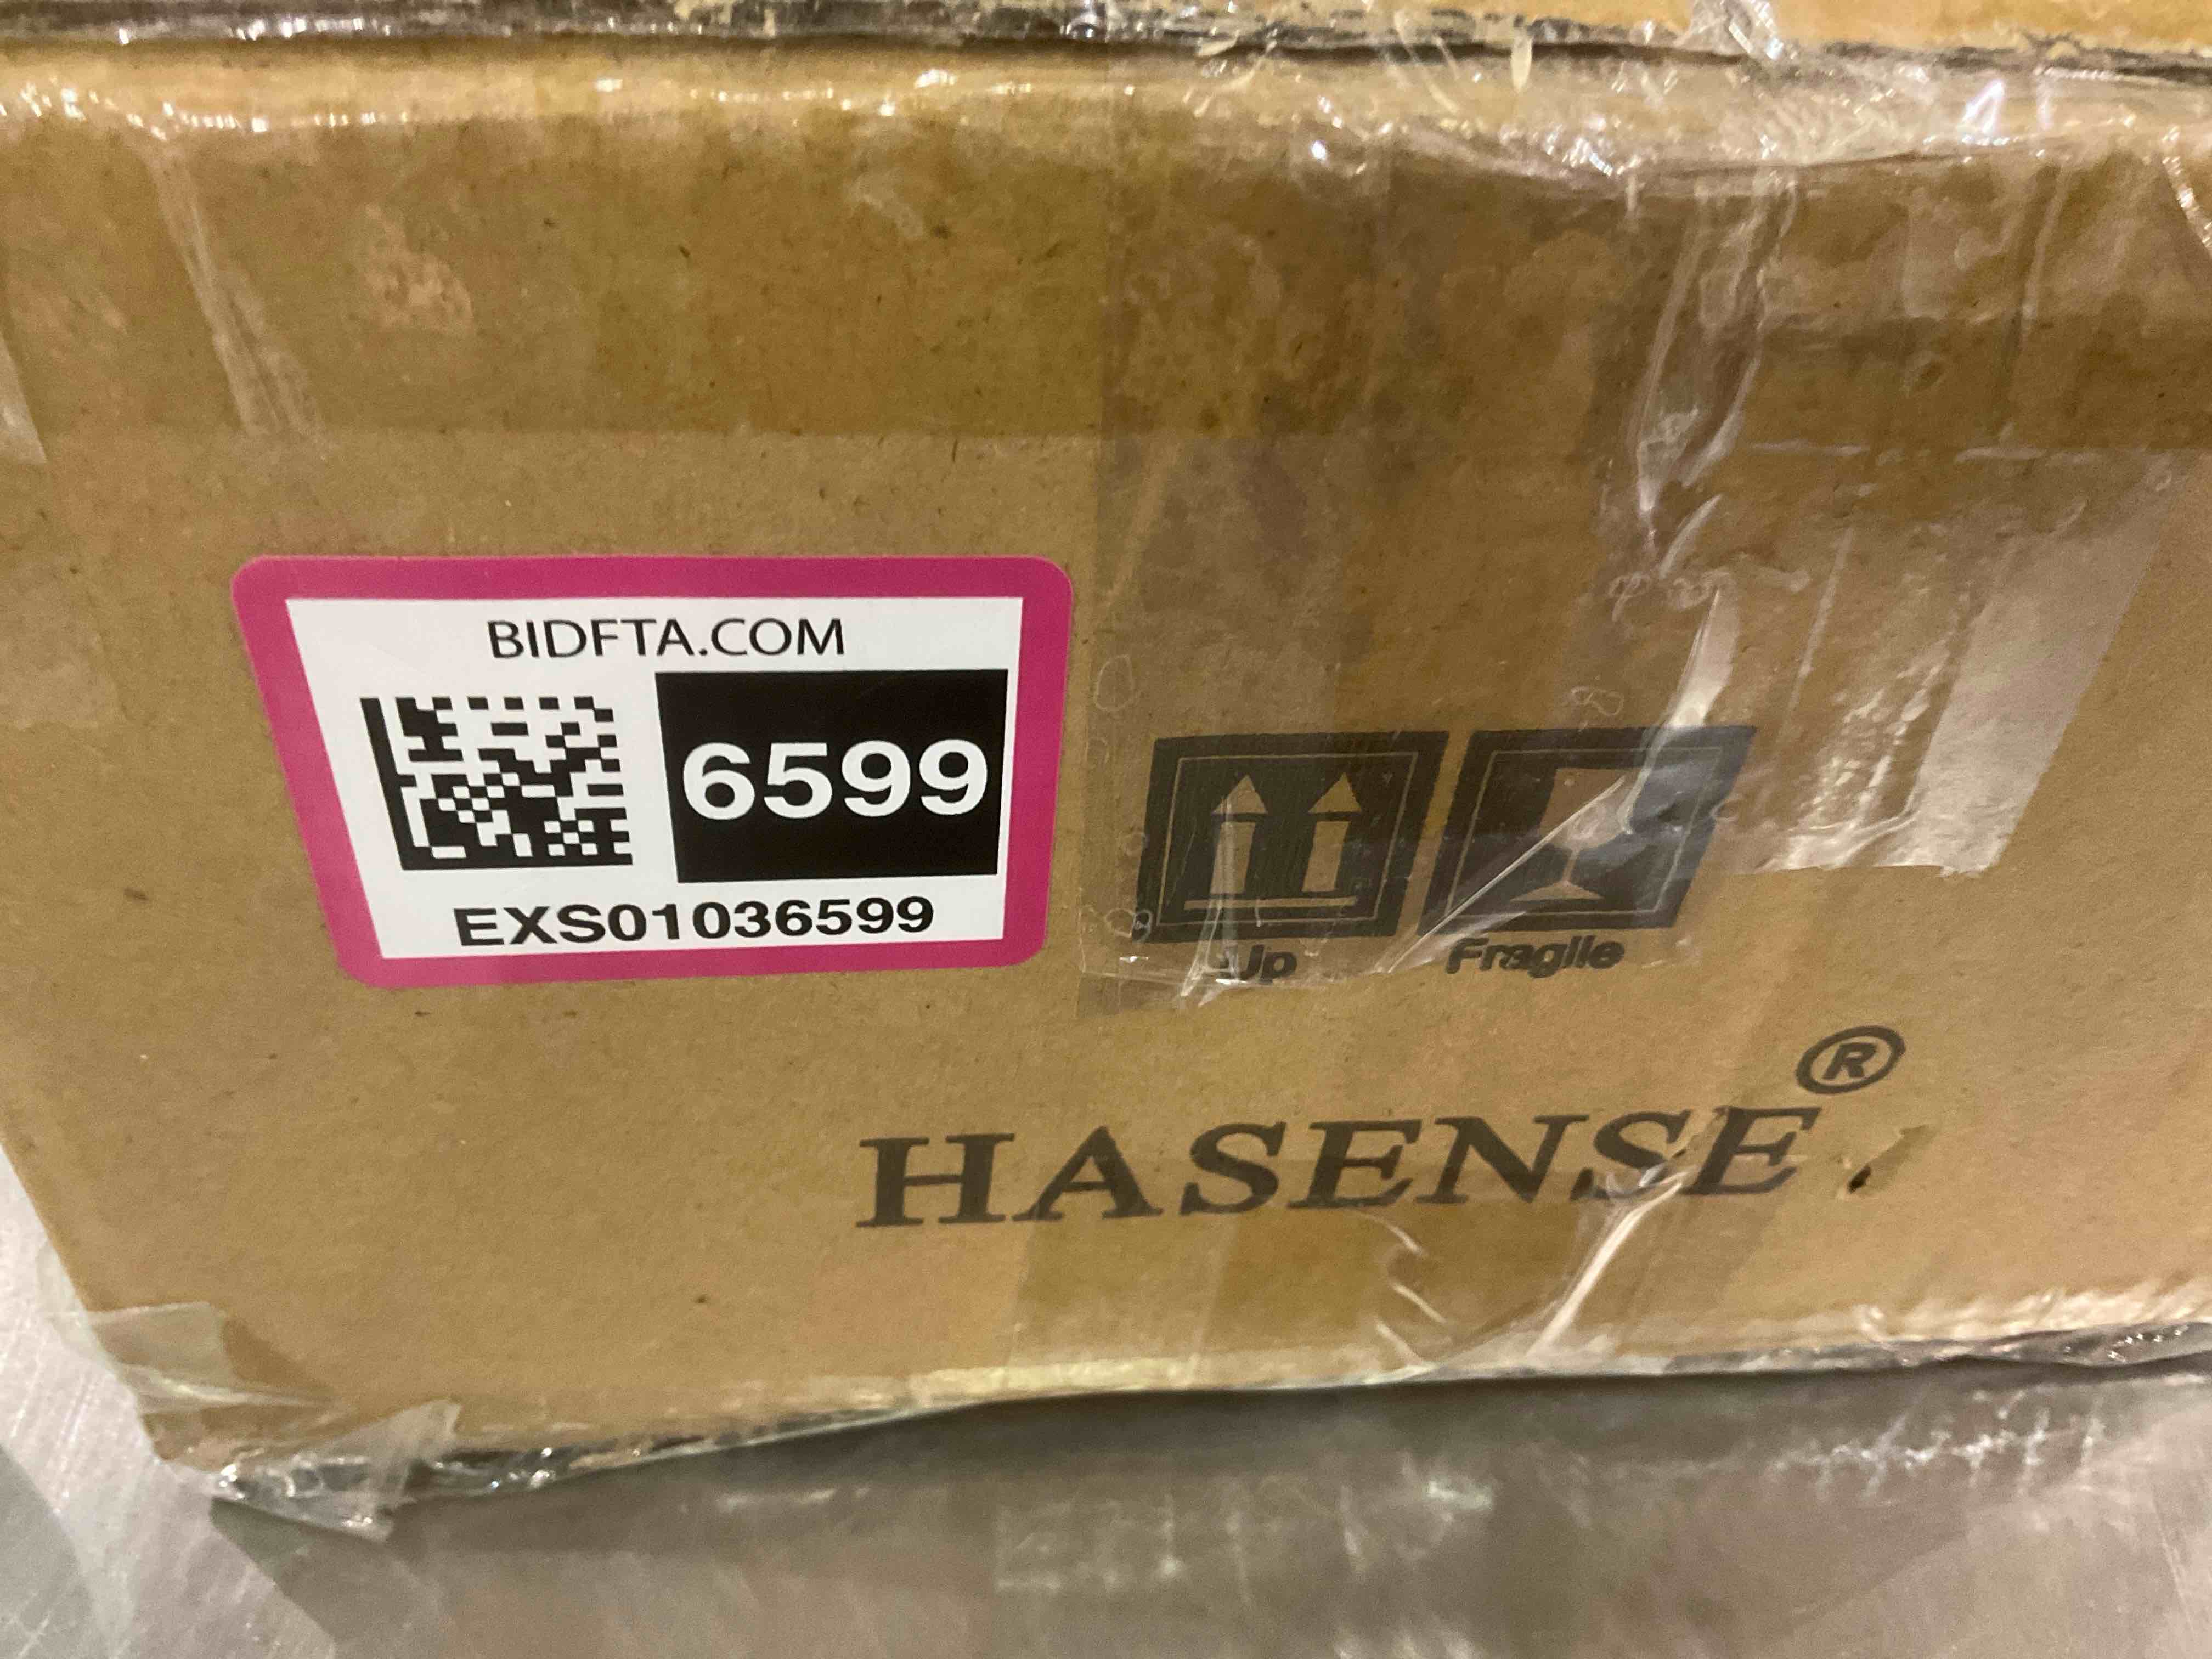 BIDFTA.COM
6599
EXS01036599
Up
Fragile
HASENSE®